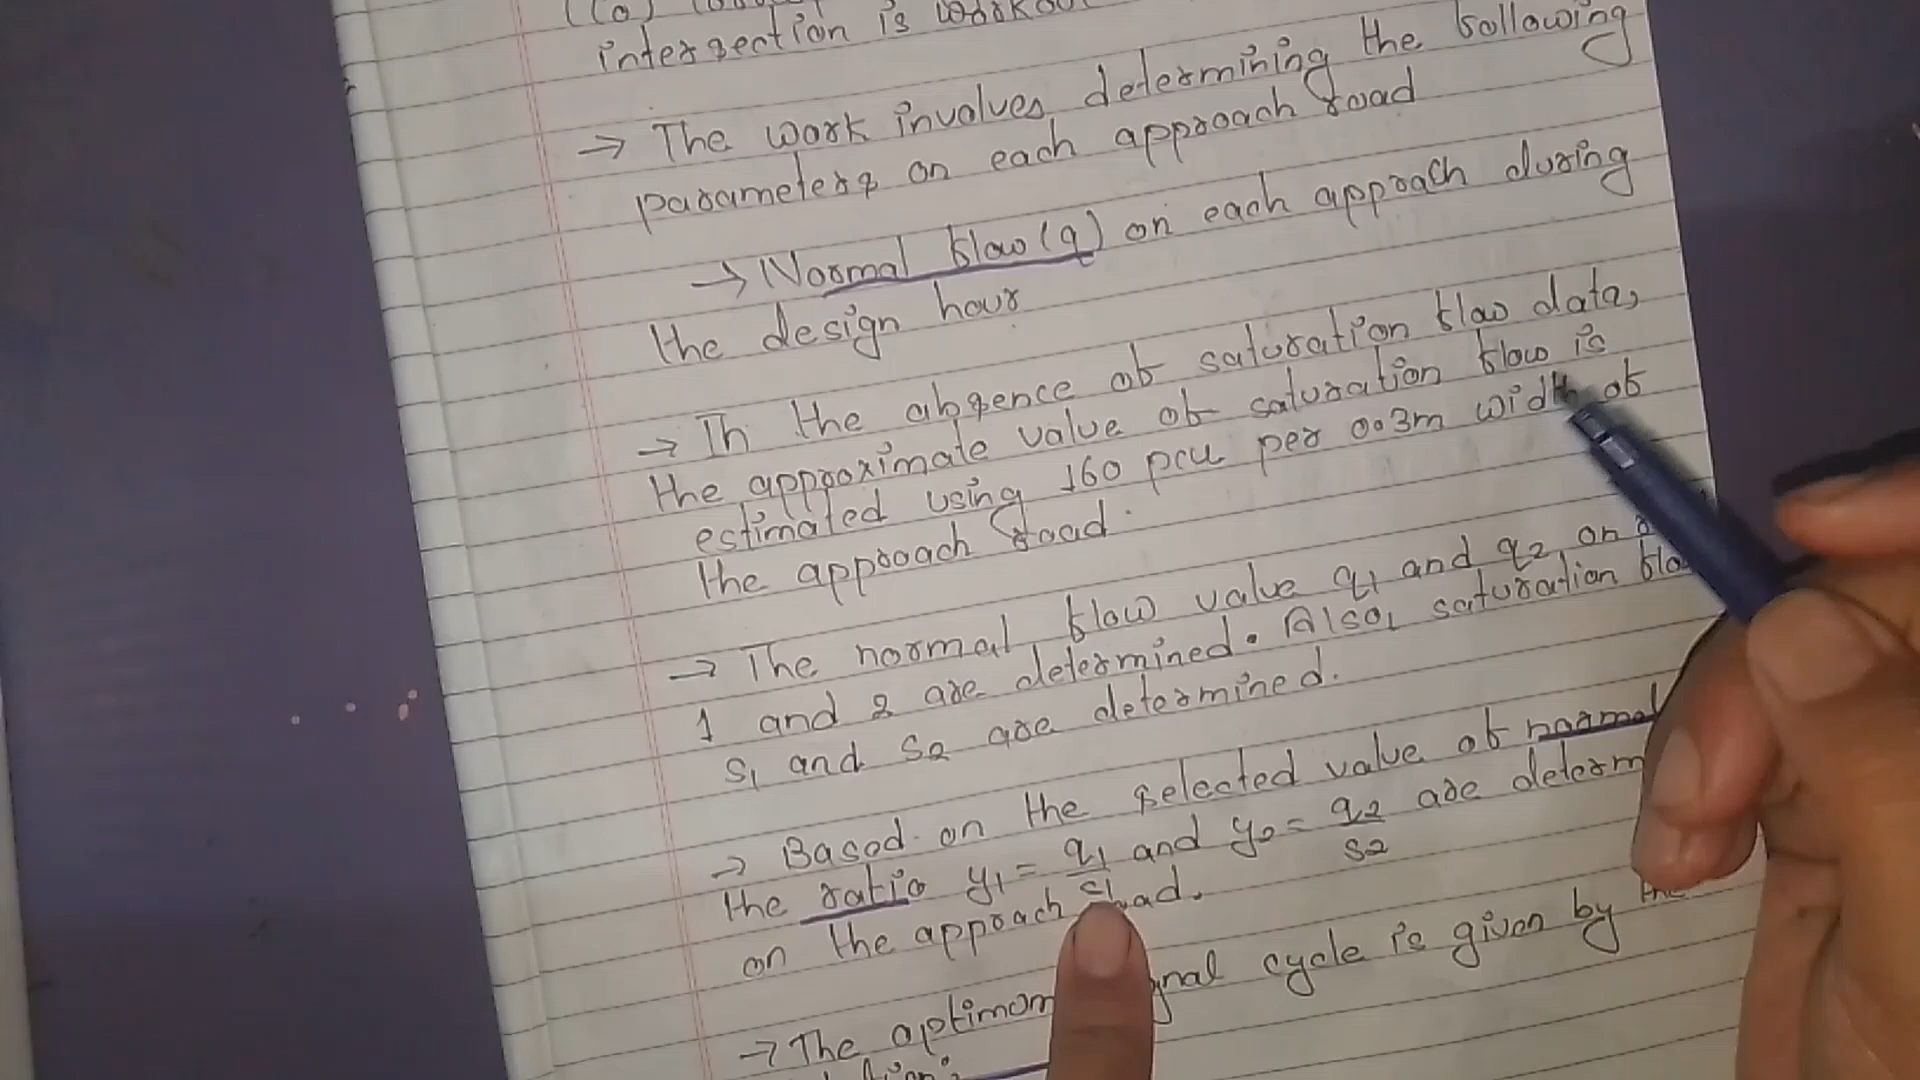 intersection is
→ The work involves determining the following
parameters on each approach road
→ Normal flow (q) on each approach during
the design hour
→ In the absence of saturation flow data,
the approximate value of saturation flow is
estimated using 160 pcu per 0.3m width of
the approach road.
→ The normal flow value q1 and q2 on
1 and 2 are determined. Also, saturation flo
S1 and S2 are determined.
→ Based on the selected value of normal
the ratio y1 = q1/S1 and y2 = q2/S2 are determ
on the approach road.
→ The optimum signal cycle is given by the